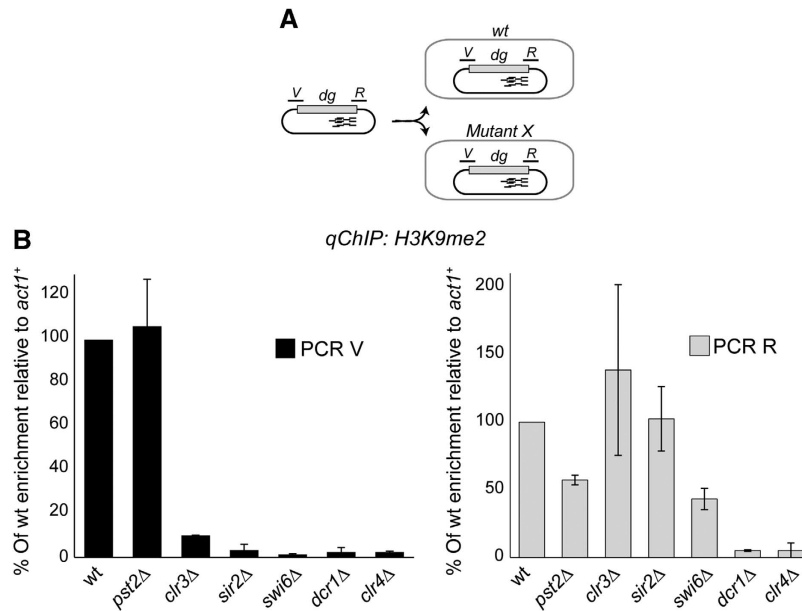 A
wt
V dg R
V dg R
Mutant X
V dg R
B
qChIP: H3K9me2
% Of wt enrichment relative to act1+
120
100
80
60
40
20
0
PCR V
wt
pst2Δ
clr3Δ
sir2Δ
swi6Δ
dcr1Δ
clr4Δ
% Of wt enrichment relative to act1+
200
150
100
50
0
PCR R
wt
pst2Δ
clr3Δ
sir2Δ
swi6Δ
dcr1Δ
clr4Δ